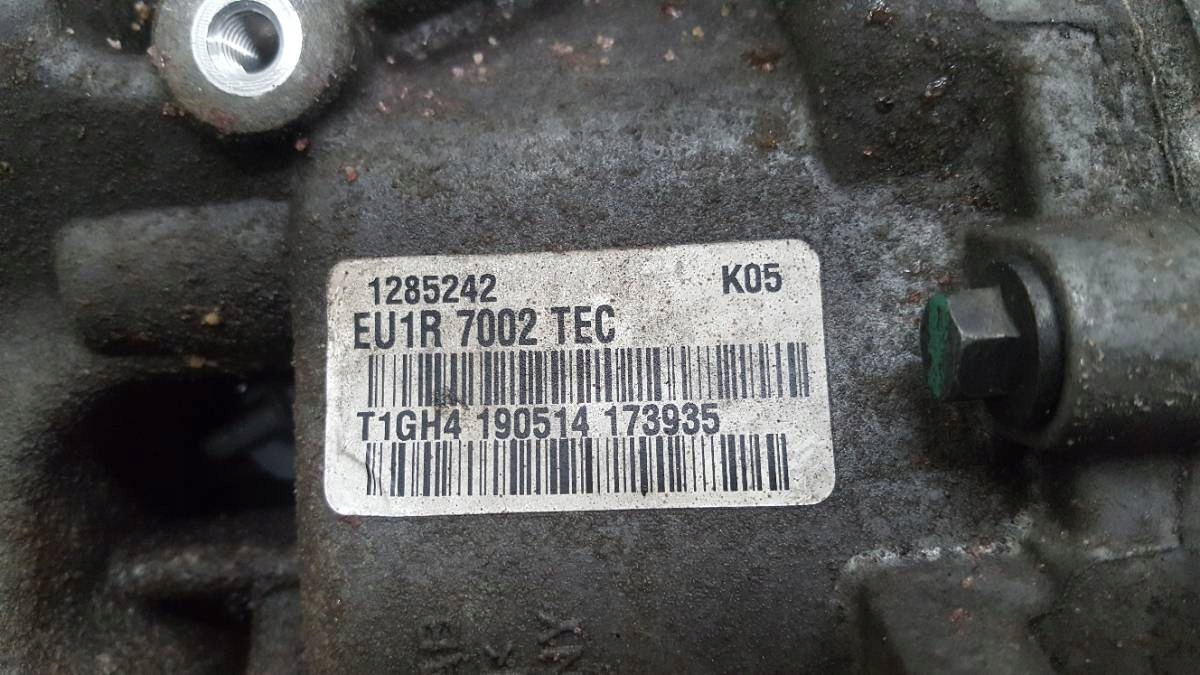 1285242 K05
EU1R 7002 TEC
T1GH4 190514 173935